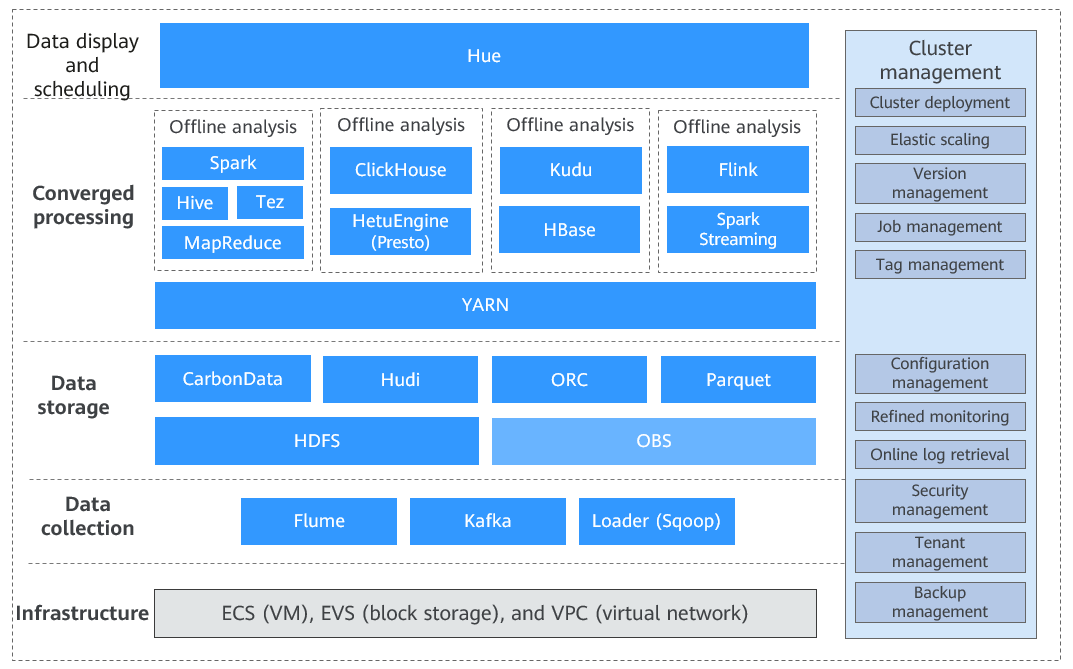 Data display
and
scheduling
Hue
Converged
processing
Offline analysis
Spark
Hive
Tez
MapReduce
Offline analysis
ClickHouse
HetuEngine
(Presto)
Offline analysis
Kudu
HBase
Offline analysis
Flink
Spark
Streaming
YARN
Data
storage
CarbonData
Hudi
ORC
Parquet
HDFS
OBS
Data
collection
Flume
Kafka
Loader (Sqoop)
Infrastructure
ECS (VM), EVS (block storage), and VPC (virtual network)
Cluster
management
Cluster deployment
Elastic scaling
Version
management
Job management
Tag management
Configuration
management
Refined monitoring
Online log retrieval
Security
management
Tenant
management
Backup
management